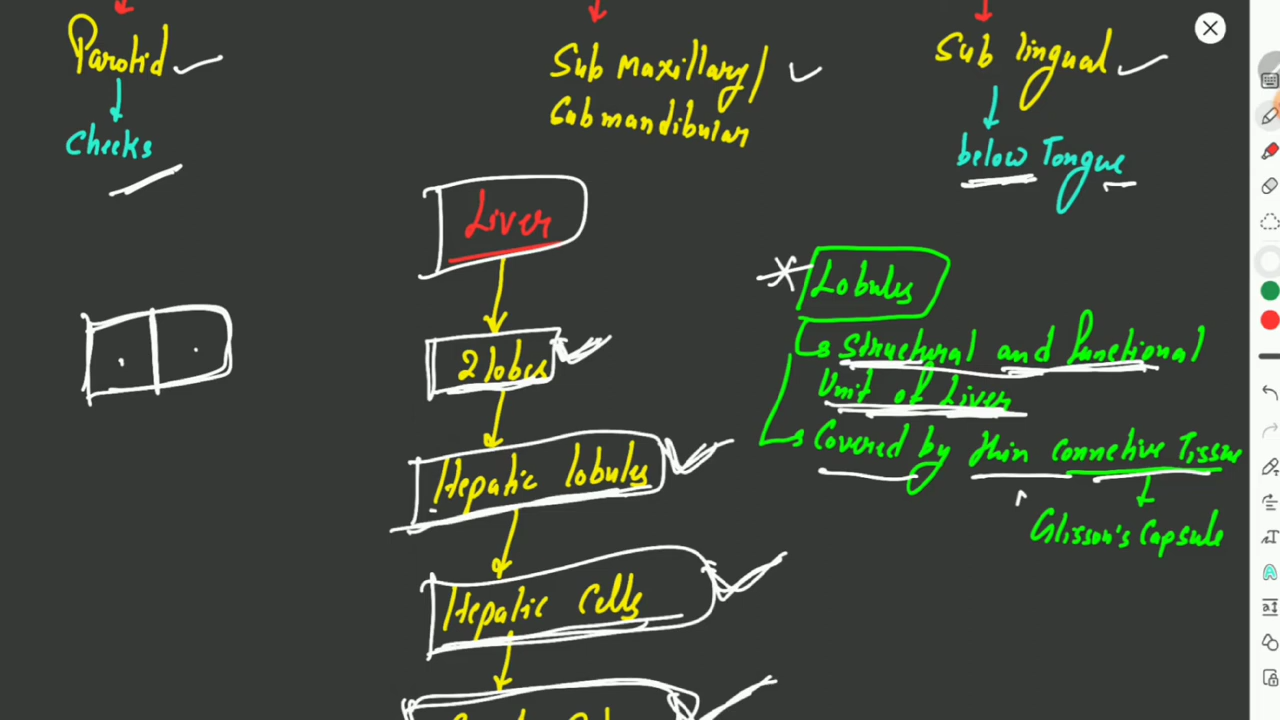 Parotid
Cheeks
Sub Maxillary/
Submandibular
Sub lingual
below Tongue
Liver
2 lobes
Hepatic lobules
Hepatic Cells
Lobules
Structural and functional
Unit of Liver
Covered by thin connective Tissue
Glisson's Capsule